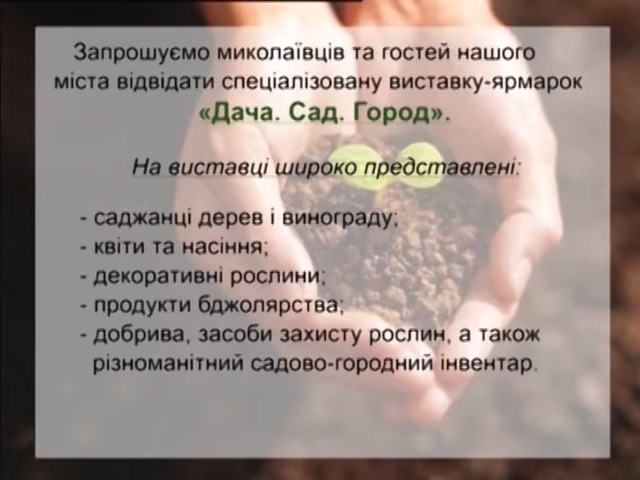 Запрошуємо миколаївців та гостей нашого
міста відвідати спеціалізовану виставку-ярмарок
«Дача. Сад. Город».
На виставці широко представлені:
- саджанці дерев і винограду;
- квіти та насіння;
- декоративні рослини;
- продукти бджолярства;
- добрива, засоби захисту рослин, а також
різноманітний садово-городний інвентар.